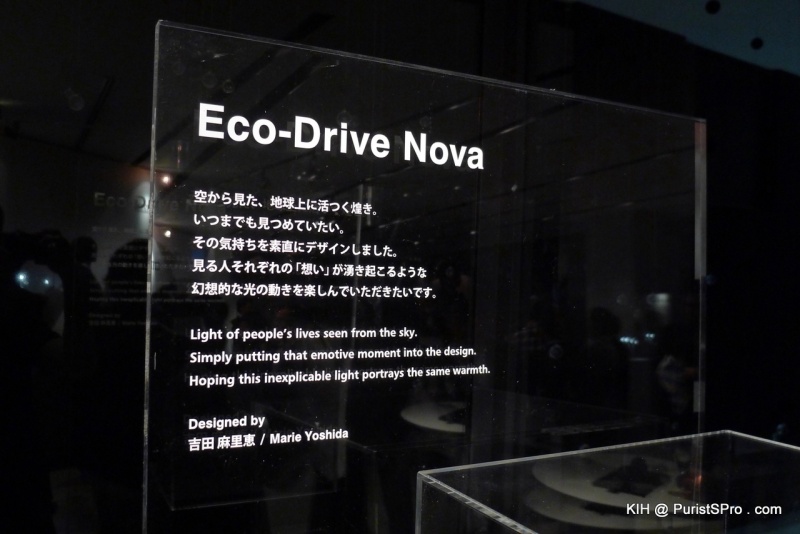 Eco-Drive Nova
空から見た、地球上に活つく煌き。
いつまでも見つめていたい。
その気持ちを素直にデザインしました。
見る人それぞれの「想い」が湧き起こるような
幻想的な光の動きを楽しんでいただきたいです。
Light of people's lives seen from the sky.
Simply putting that emotive moment into the design.
Hoping this inexplicable light portrays the same warmth.
Designed by
吉田 麻里恵 / Marie Yoshida
KIH @ PuristSPro . com